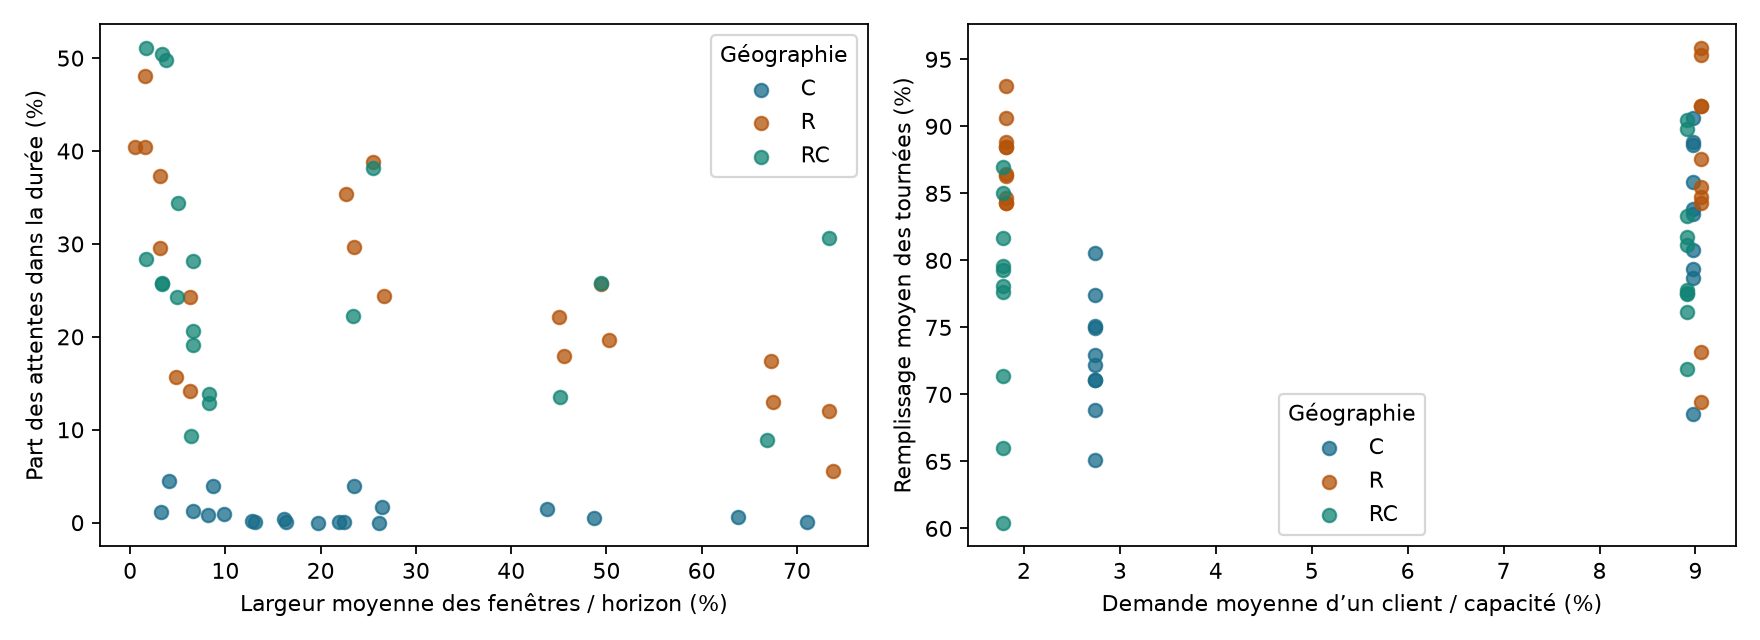 Part des attentes dans la durée (%)
50
40
30
20
10
0
0 10 20 30 40 50 60 70
Largeur moyenne des fenêtres / horizon (%)
Géographie
C
R
RC
Remplissage moyen des tournées (%)
95
90
85
80
75
70
65
60
2 3 4 5 6 7 8 9
Demande moyenne d’un client / capacité (%)
Géographie
C
R
RC